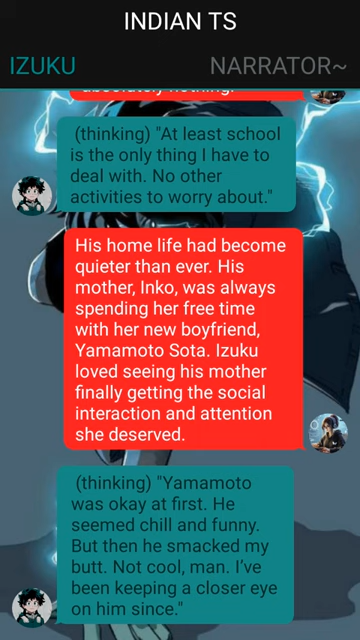 INDIAN TS
IZUKU NARRATOR~
absolutely nothing.
(thinking) "At least school
is the only thing I have to
deal with. No other
activities to worry about."
His home life had become
quieter than ever. His
mother, Inko, was always
spending her free time
with her new boyfriend,
Yamamoto Sota. Izuku
loved seeing his mother
finally getting the social
interaction and attention
she deserved.
(thinking) "Yamamoto
was okay at first. He
seemed chill and funny.
But then he smacked my
butt. Not cool, man. I've
been keeping a closer eye
on him since."